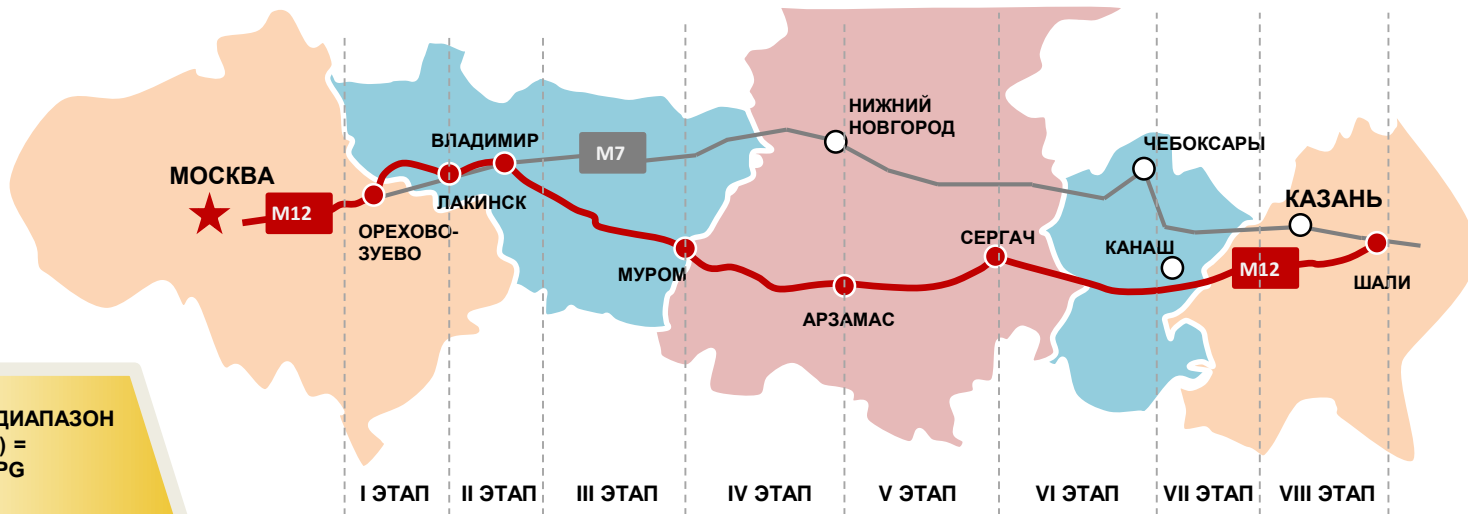 НИЖНИЙ
НОВГОРОД
ВЛАДИМИР
М7
ЧЕБОКСАРЫ
МОСКВА
М12
ЛАКИНСК
КАЗАНЬ
ОРЕХОВО-
ЗУЕВО
СЕРГАЧ
КАНАШ
МУРОМ
М12
ШАЛИ
АРЗАМАС
ДИАПАЗОН
) =
PG
I ЭТАП
II ЭТАП
III ЭТАП
IV ЭТАП
V ЭТАП
VI ЭТАП
VII ЭТАП
VIII ЭТАП